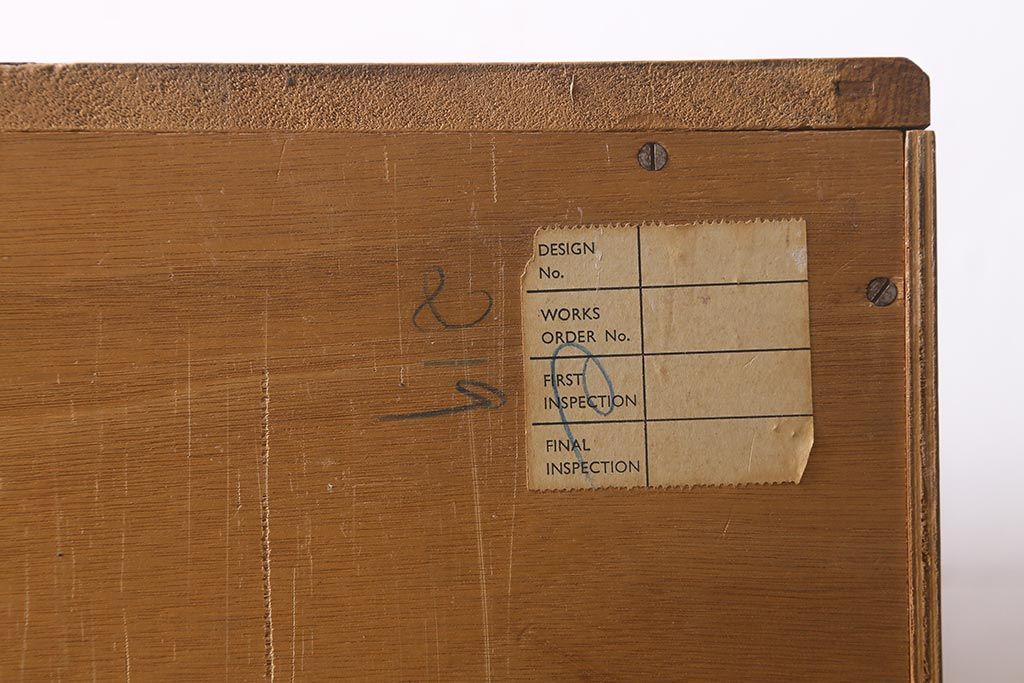 DESIGN
No.
WORKS
ORDER No.
FIRST
INSPECTION
FINAL
INSPECTION